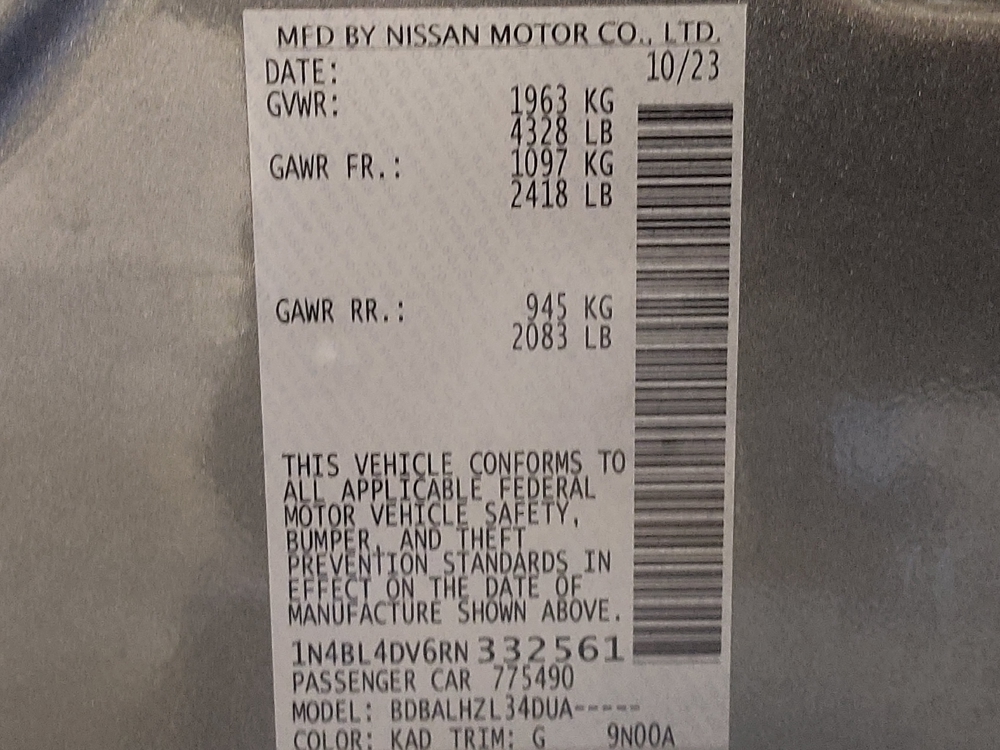 MFD BY NISSAN MOTOR CO., LTD.
DATE: 10/23
GVWR: 1963 KG
4328 LB
GAWR FR.: 1097 KG
2418 LB
GAWR RR.: 945 KG
2083 LB
THIS VEHICLE CONFORMS TO
ALL APPLICABLE FEDERAL
MOTOR VEHICLE SAFETY,
BUMPER, AND THEFT
PREVENTION STANDARDS IN
EFFECT ON THE DATE OF
MANUFACTURE SHOWN ABOVE.
1N4BL4DV6RN 332561
PASSENGER CAR 775490
MODEL: BDBALHZL34DUA-----
COLOR: KAD TRIM: G 9N00A